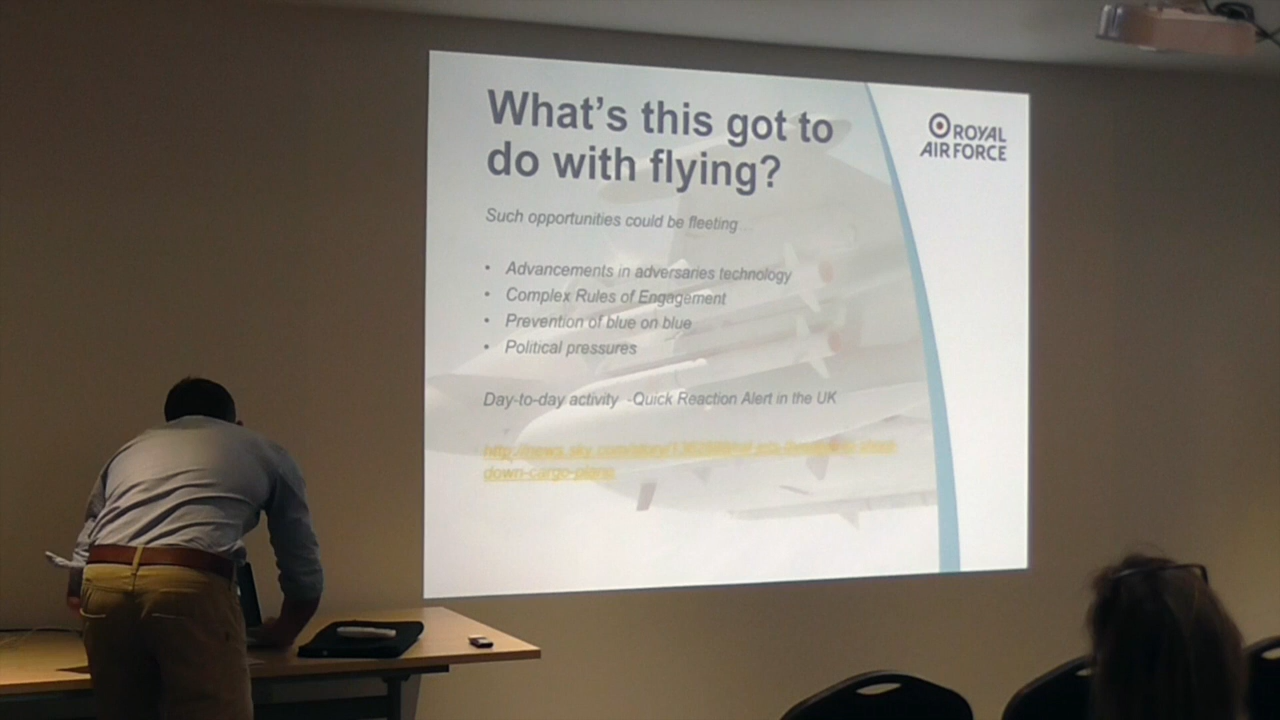 What's this got to
do with flying?
ROYAL
AIR FORCE
Such opportunities could be fleeting...
• Advancements in adversaries technology
• Complex Rules of Engagement
• Prevention of blue on blue
• Political pressures
Day-to-day activity -Quick Reaction Alert in the UK
down-cargo-plane